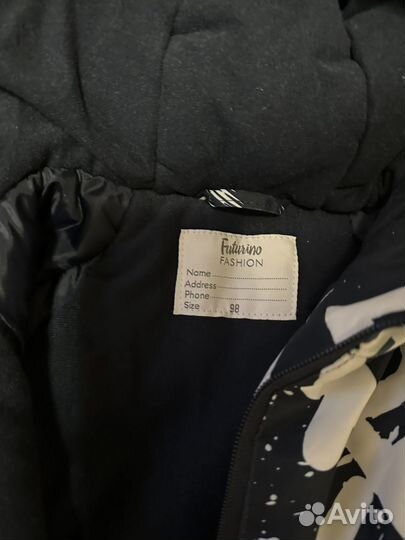 Futurino
FASHION
Name
Address
Phone
Size 98
Avito